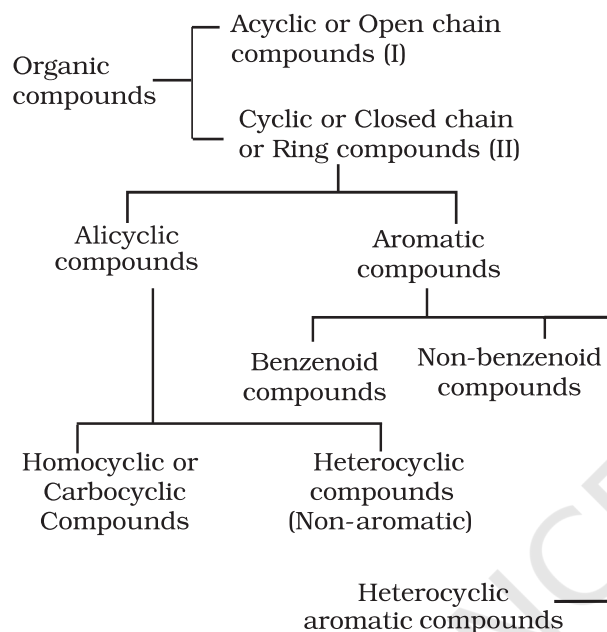 Organic
compounds
Acyclic or Open chain
compounds (I)
Cyclic or Closed chain
or Ring compounds (II)
Alicyclic
compounds
Aromatic
compounds
Benzenoid
compounds
Non-benzenoid
compounds
Homocyclic or
Carbocyclic
Compounds
Heterocyclic
compounds
(Non-aromatic)
Heterocyclic
aromatic compounds